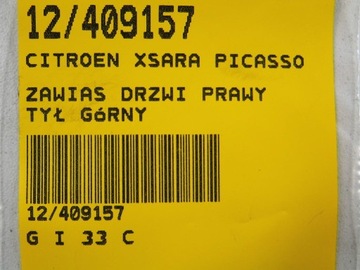 12/409157
CITROEN XSARA PICASSO
ZAWIAS DRZWI PRAWY
TYŁ GóRNY
12/409157
G I 33 C